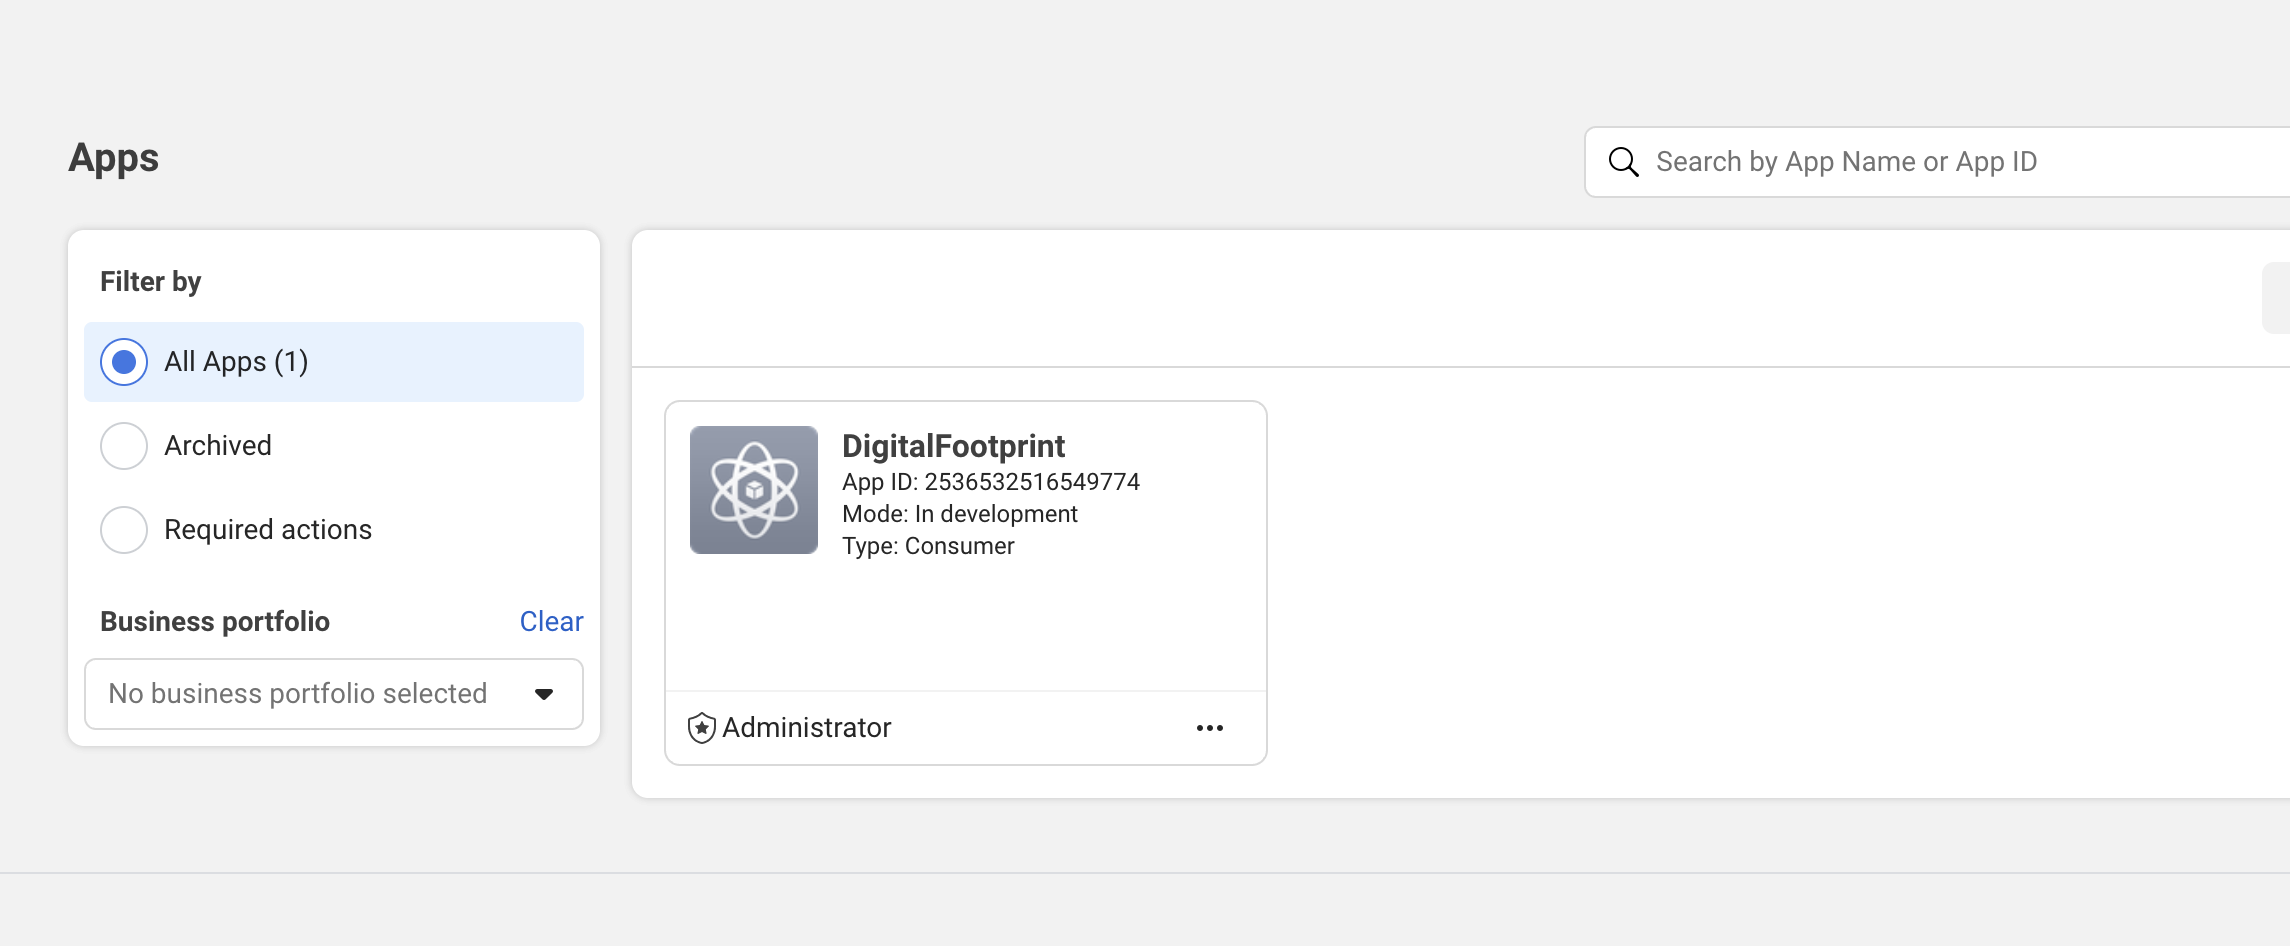 Apps
Search by App Name or App ID
Filter by
All Apps (1)
Archived
Required actions
Business portfolio
Clear
No business portfolio selected
DigitalFootprint
App ID: 2536532516549774
Mode: In development
Type: Consumer
Administrator